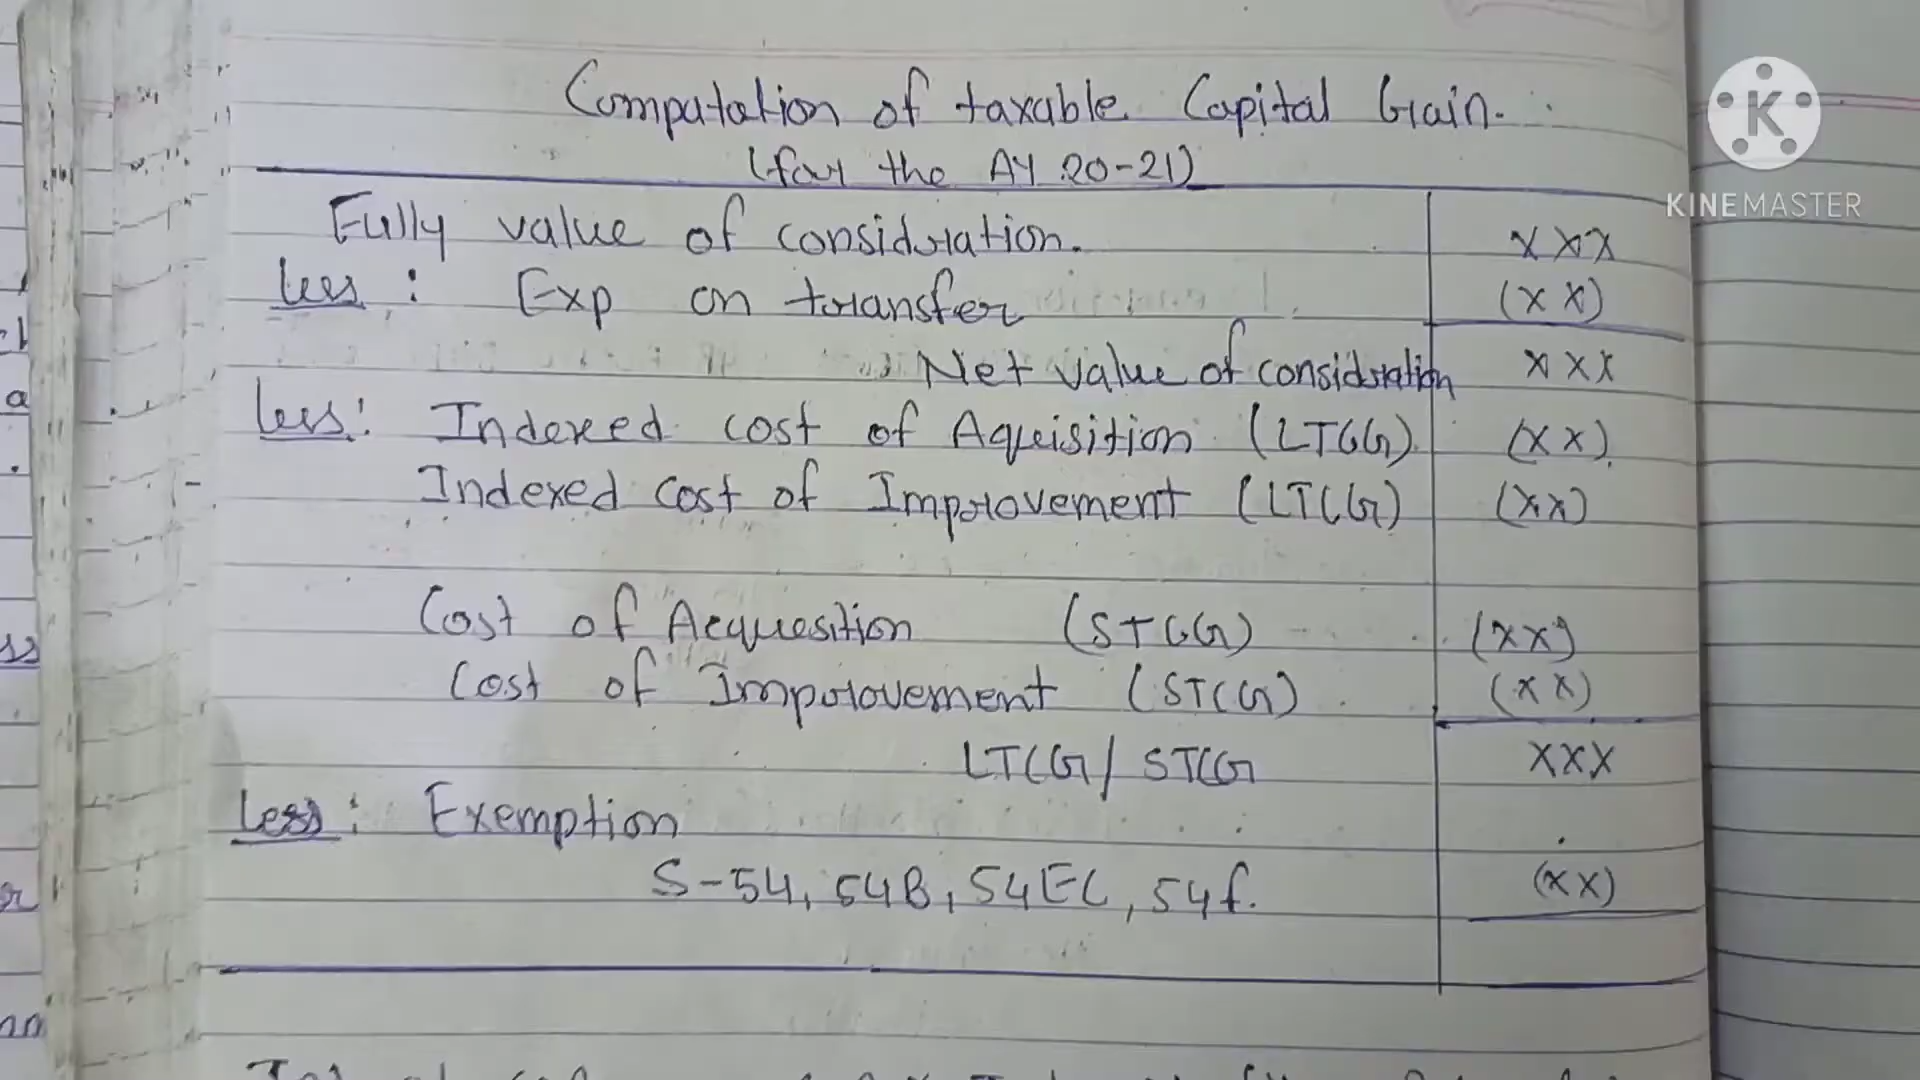 Computation of taxable Capital Gain.
(for the AY 20-21)
Fully value of consideration. XXX
Less : Exp on transfer (XX)
Net value of consideration XXX
Less: Indexed cost of Aquisition (LTCG) (XX)
Indexed cost of Improvement (LTCG) (XX)
Cost of Acquesition (STCG) (XX)
Cost of Improvement (STCG) (XX)
LTCG/STCG XXX
Less: Exemption
S-54, 54B, 54EC, 54f. (XX)
K
KINEMASTER